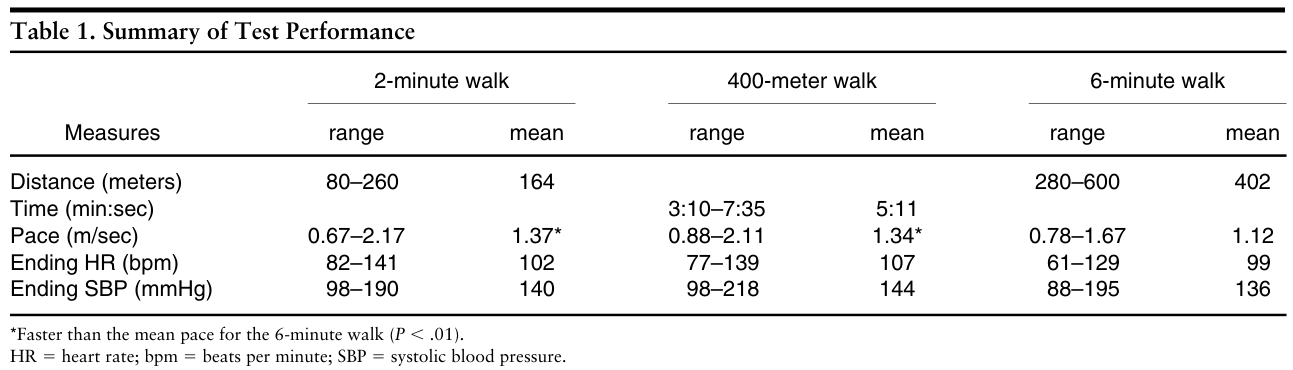 Table 1. Summary of Test Performance
2-minute walk 400-meter walk 6-minute walk
Measures range mean range mean range mean
Distance (meters) 80–260 164 280–600 402
Time (min:sec) 3:10–7:35 5:11
Pace (m/sec) 0.67–2.17 1.37* 0.88–2.11 1.34* 0.78–1.67 1.12
Ending HR (bpm) 82–141 102 77–139 107 61–129 99
Ending SBP (mmHg) 98–190 140 98–218 144 88–195 136
*Faster than the mean pace for the 6-minute walk (P < .01).
HR = heart rate; bpm = beats per minute; SBP = systolic blood pressure.